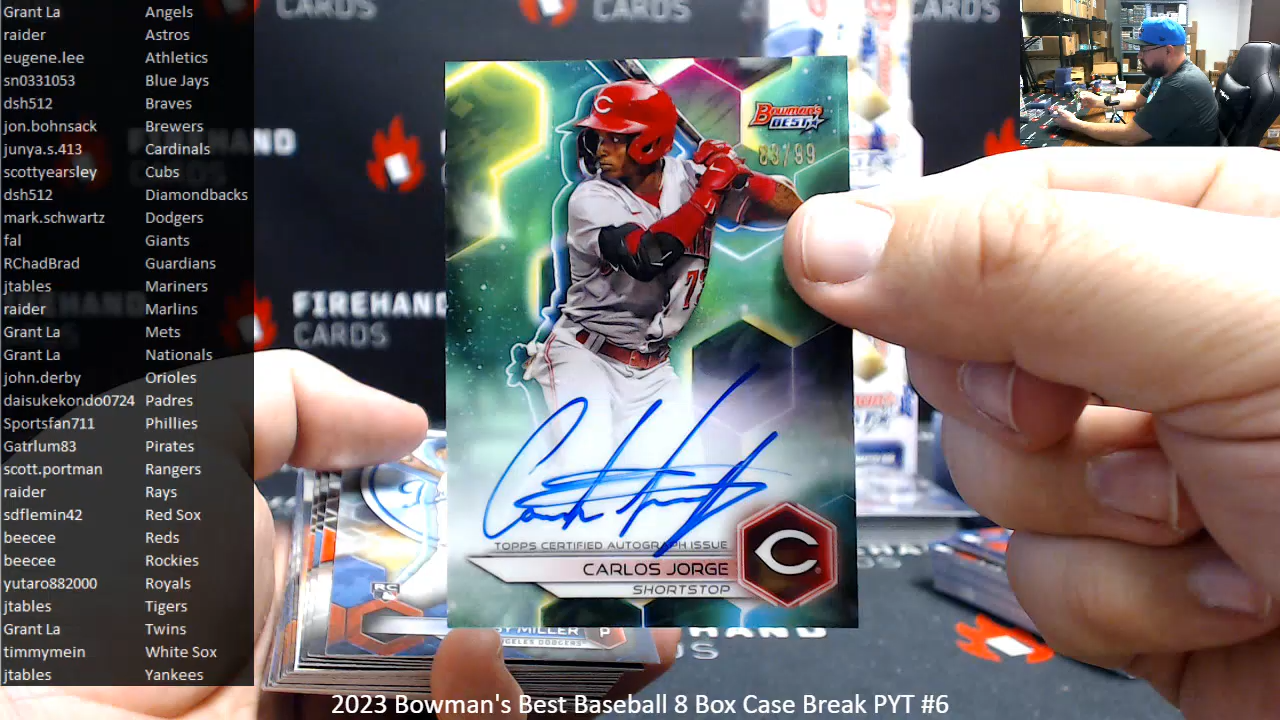 Grant La Angels
raider Astros
eugene.lee Athletics
sn0331053 Blue Jays
dsh512 Braves
jon.bohnsack Brewers
junya.s.413 Cardinals
scottyearsley Cubs
dsh512 Diamondbacks
mark.schwartz Dodgers
fal Giants
RChadBrad Guardians
jtables Mariners
raider Marlins
Grant La Mets
Grant La Nationals
john.derby Orioles
daisukekondo0724 Padres
Sportsfan711 Phillies
Gatrlum83 Pirates
scott.portman Rangers
raider Rays
sdflemin42 Red Sox
beecee Reds
beecee Rockies
yutaro882000 Royals
jtables Tigers
Grant La Twins
timmymein White Sox
jtables Yankees
CARDS
CARDS
FIREHAND
CARDS
C
Bowman's
BEST
/99
TOPPS CERTIFIED AUTOGRAPH ISSUE
CARLOS JORGE
SHORTSTOP
C
RC
BY MILLER P
GELES DODGERS
HAND
DS
2023 Bowman's Best Baseball 8 Box Case Break PYT #6